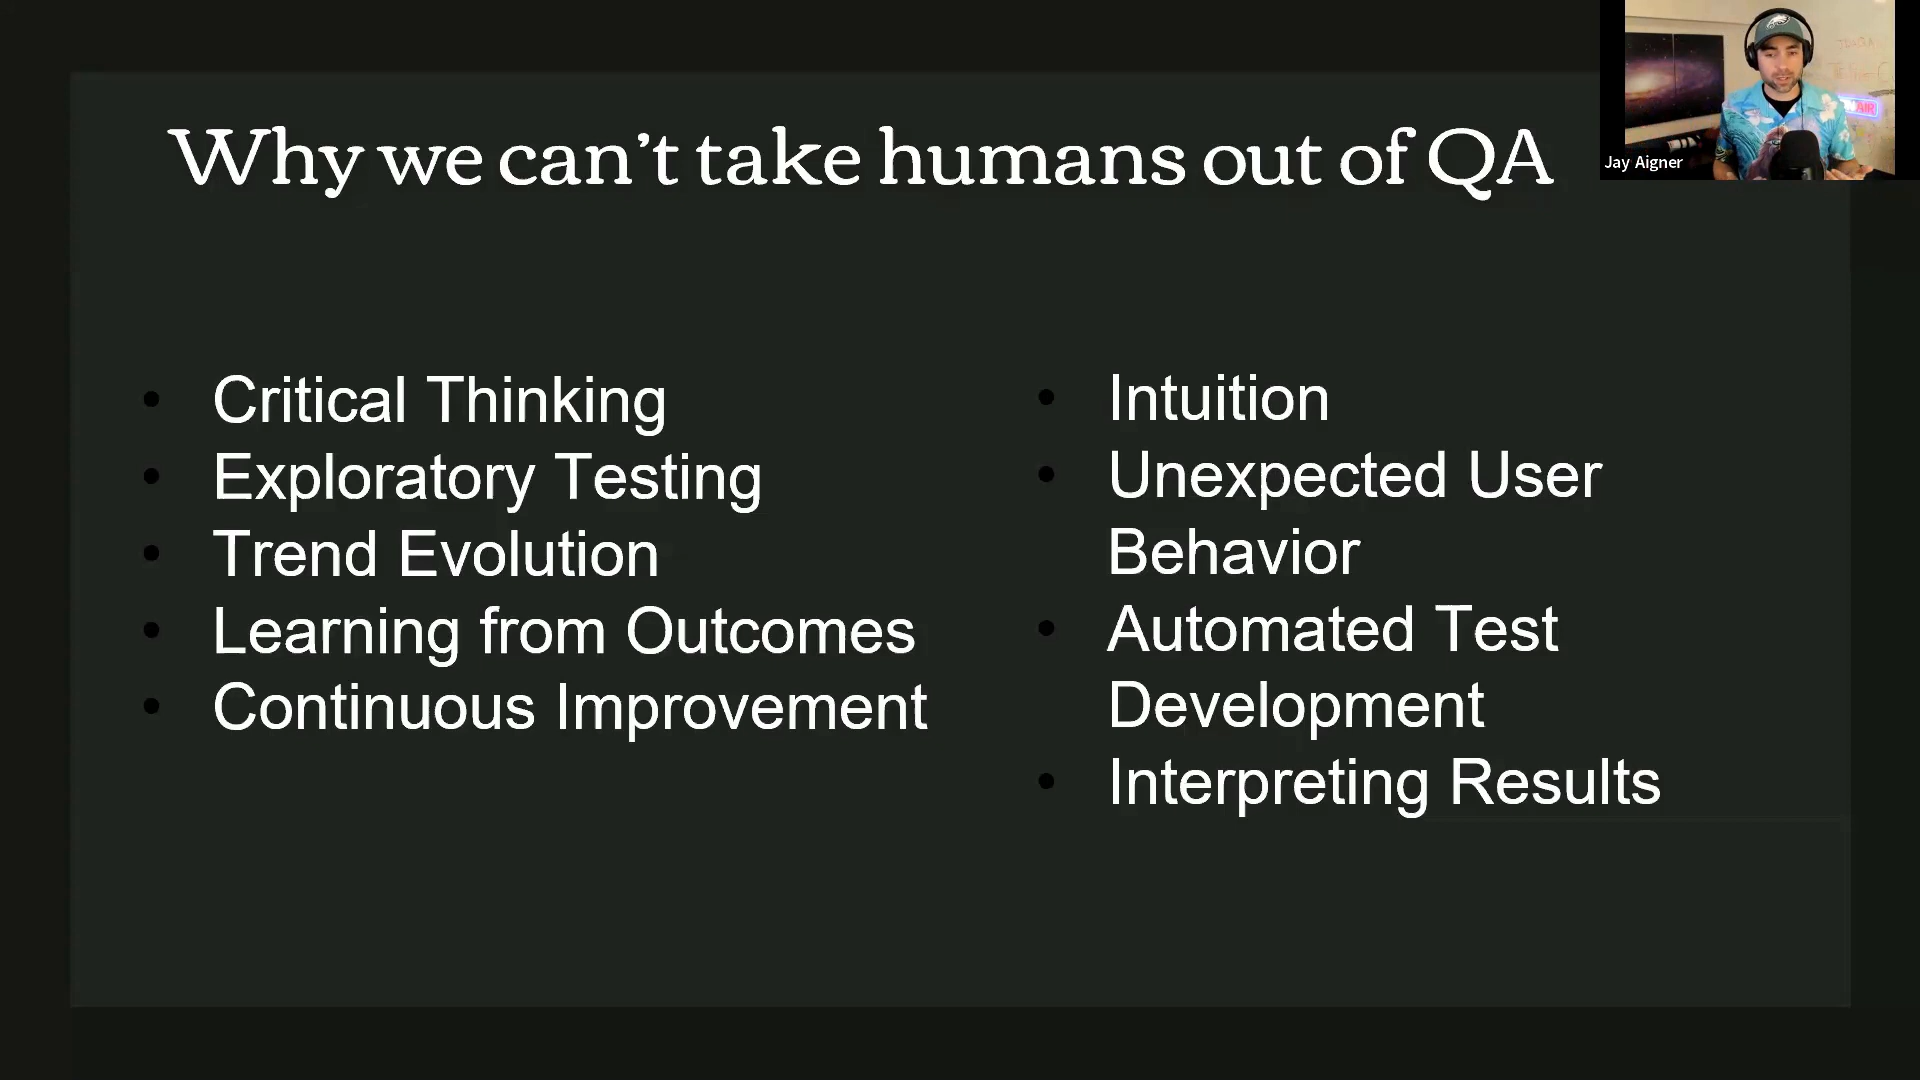 Why we can't take humans out of QA
Jay Aigner
AIR
• Critical Thinking
• Exploratory Testing
• Trend Evolution
• Learning from Outcomes
• Continuous Improvement
• Intuition
• Unexpected User
Behavior
• Automated Test
Development
• Interpreting Results